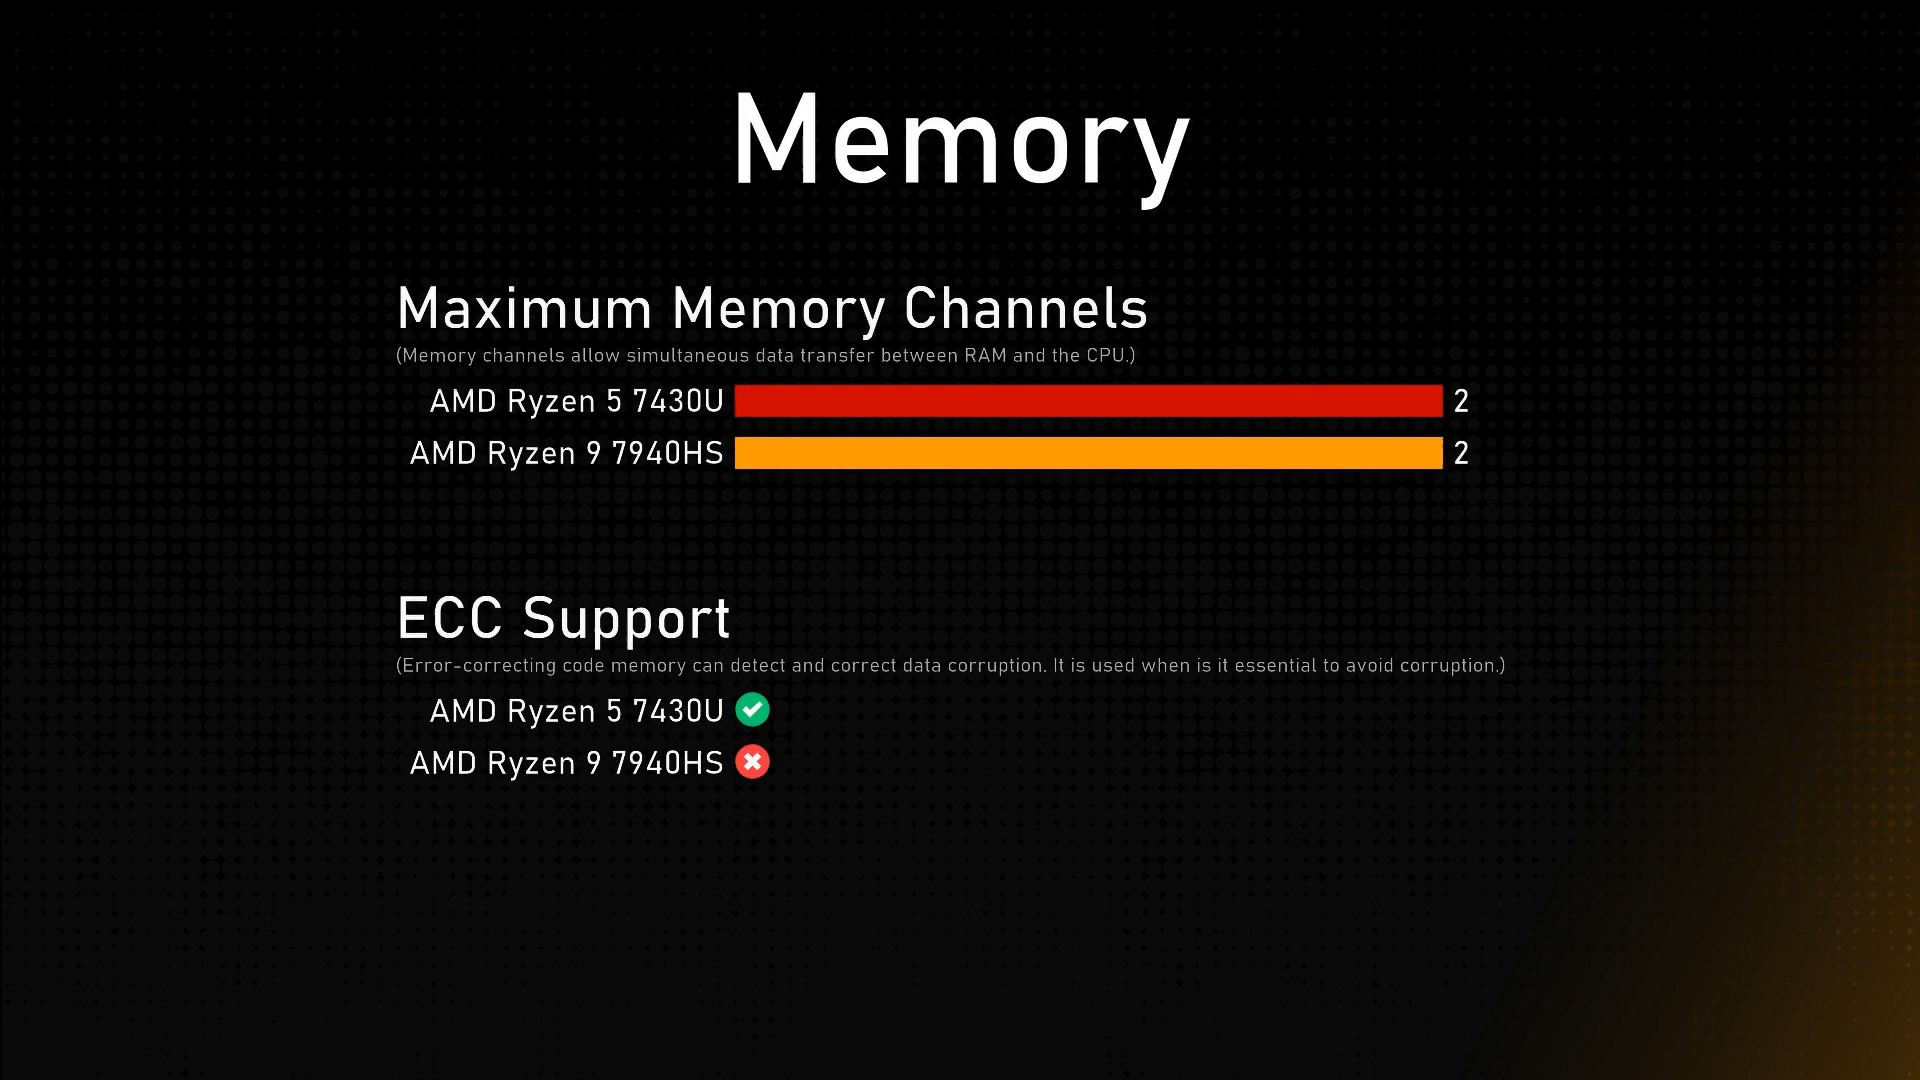 Memory
Maximum Memory Channels
(Memory channels allow simultaneous data transfer between RAM and the CPU.)
AMD Ryzen 5 7430U 2
AMD Ryzen 9 7940HS 2
ECC Support
(Error-correcting code memory can detect and correct data corruption. It is used when is it essential to avoid corruption.)
AMD Ryzen 5 7430U
AMD Ryzen 9 7940HS